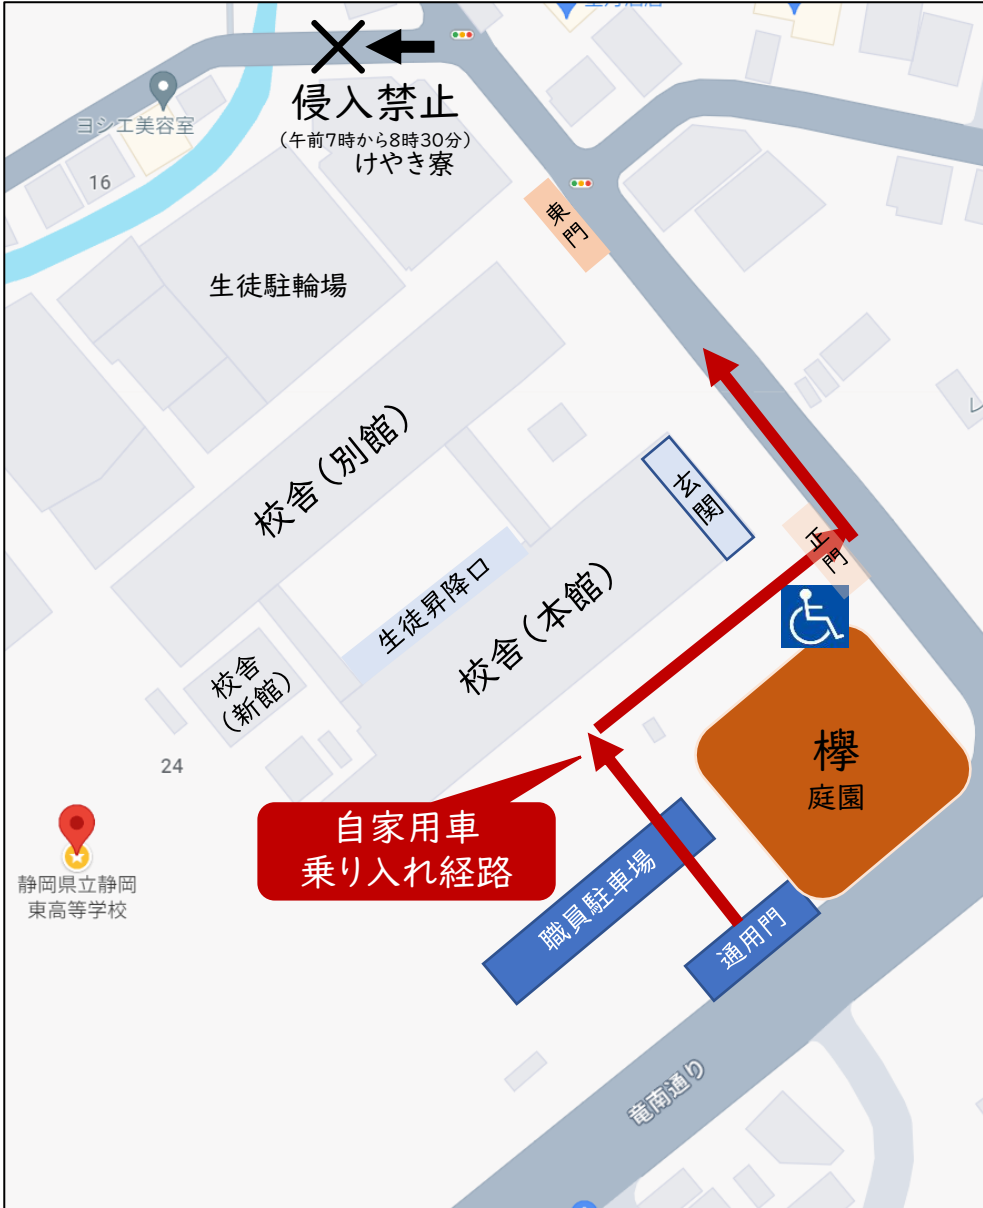 侵入禁止
(午前7時から8時30分)
けやき寮
ヨシエ美容室
16
東門
生徒駐輪場
校舎(別館)
玄関
正門
生徒昇降口
校舎(本館)
校舎
(新館)
24
欅
庭園
自家用車
乗り入れ経路
静岡県立静岡
東高等学校
職員駐車場
通用門
竜南通り